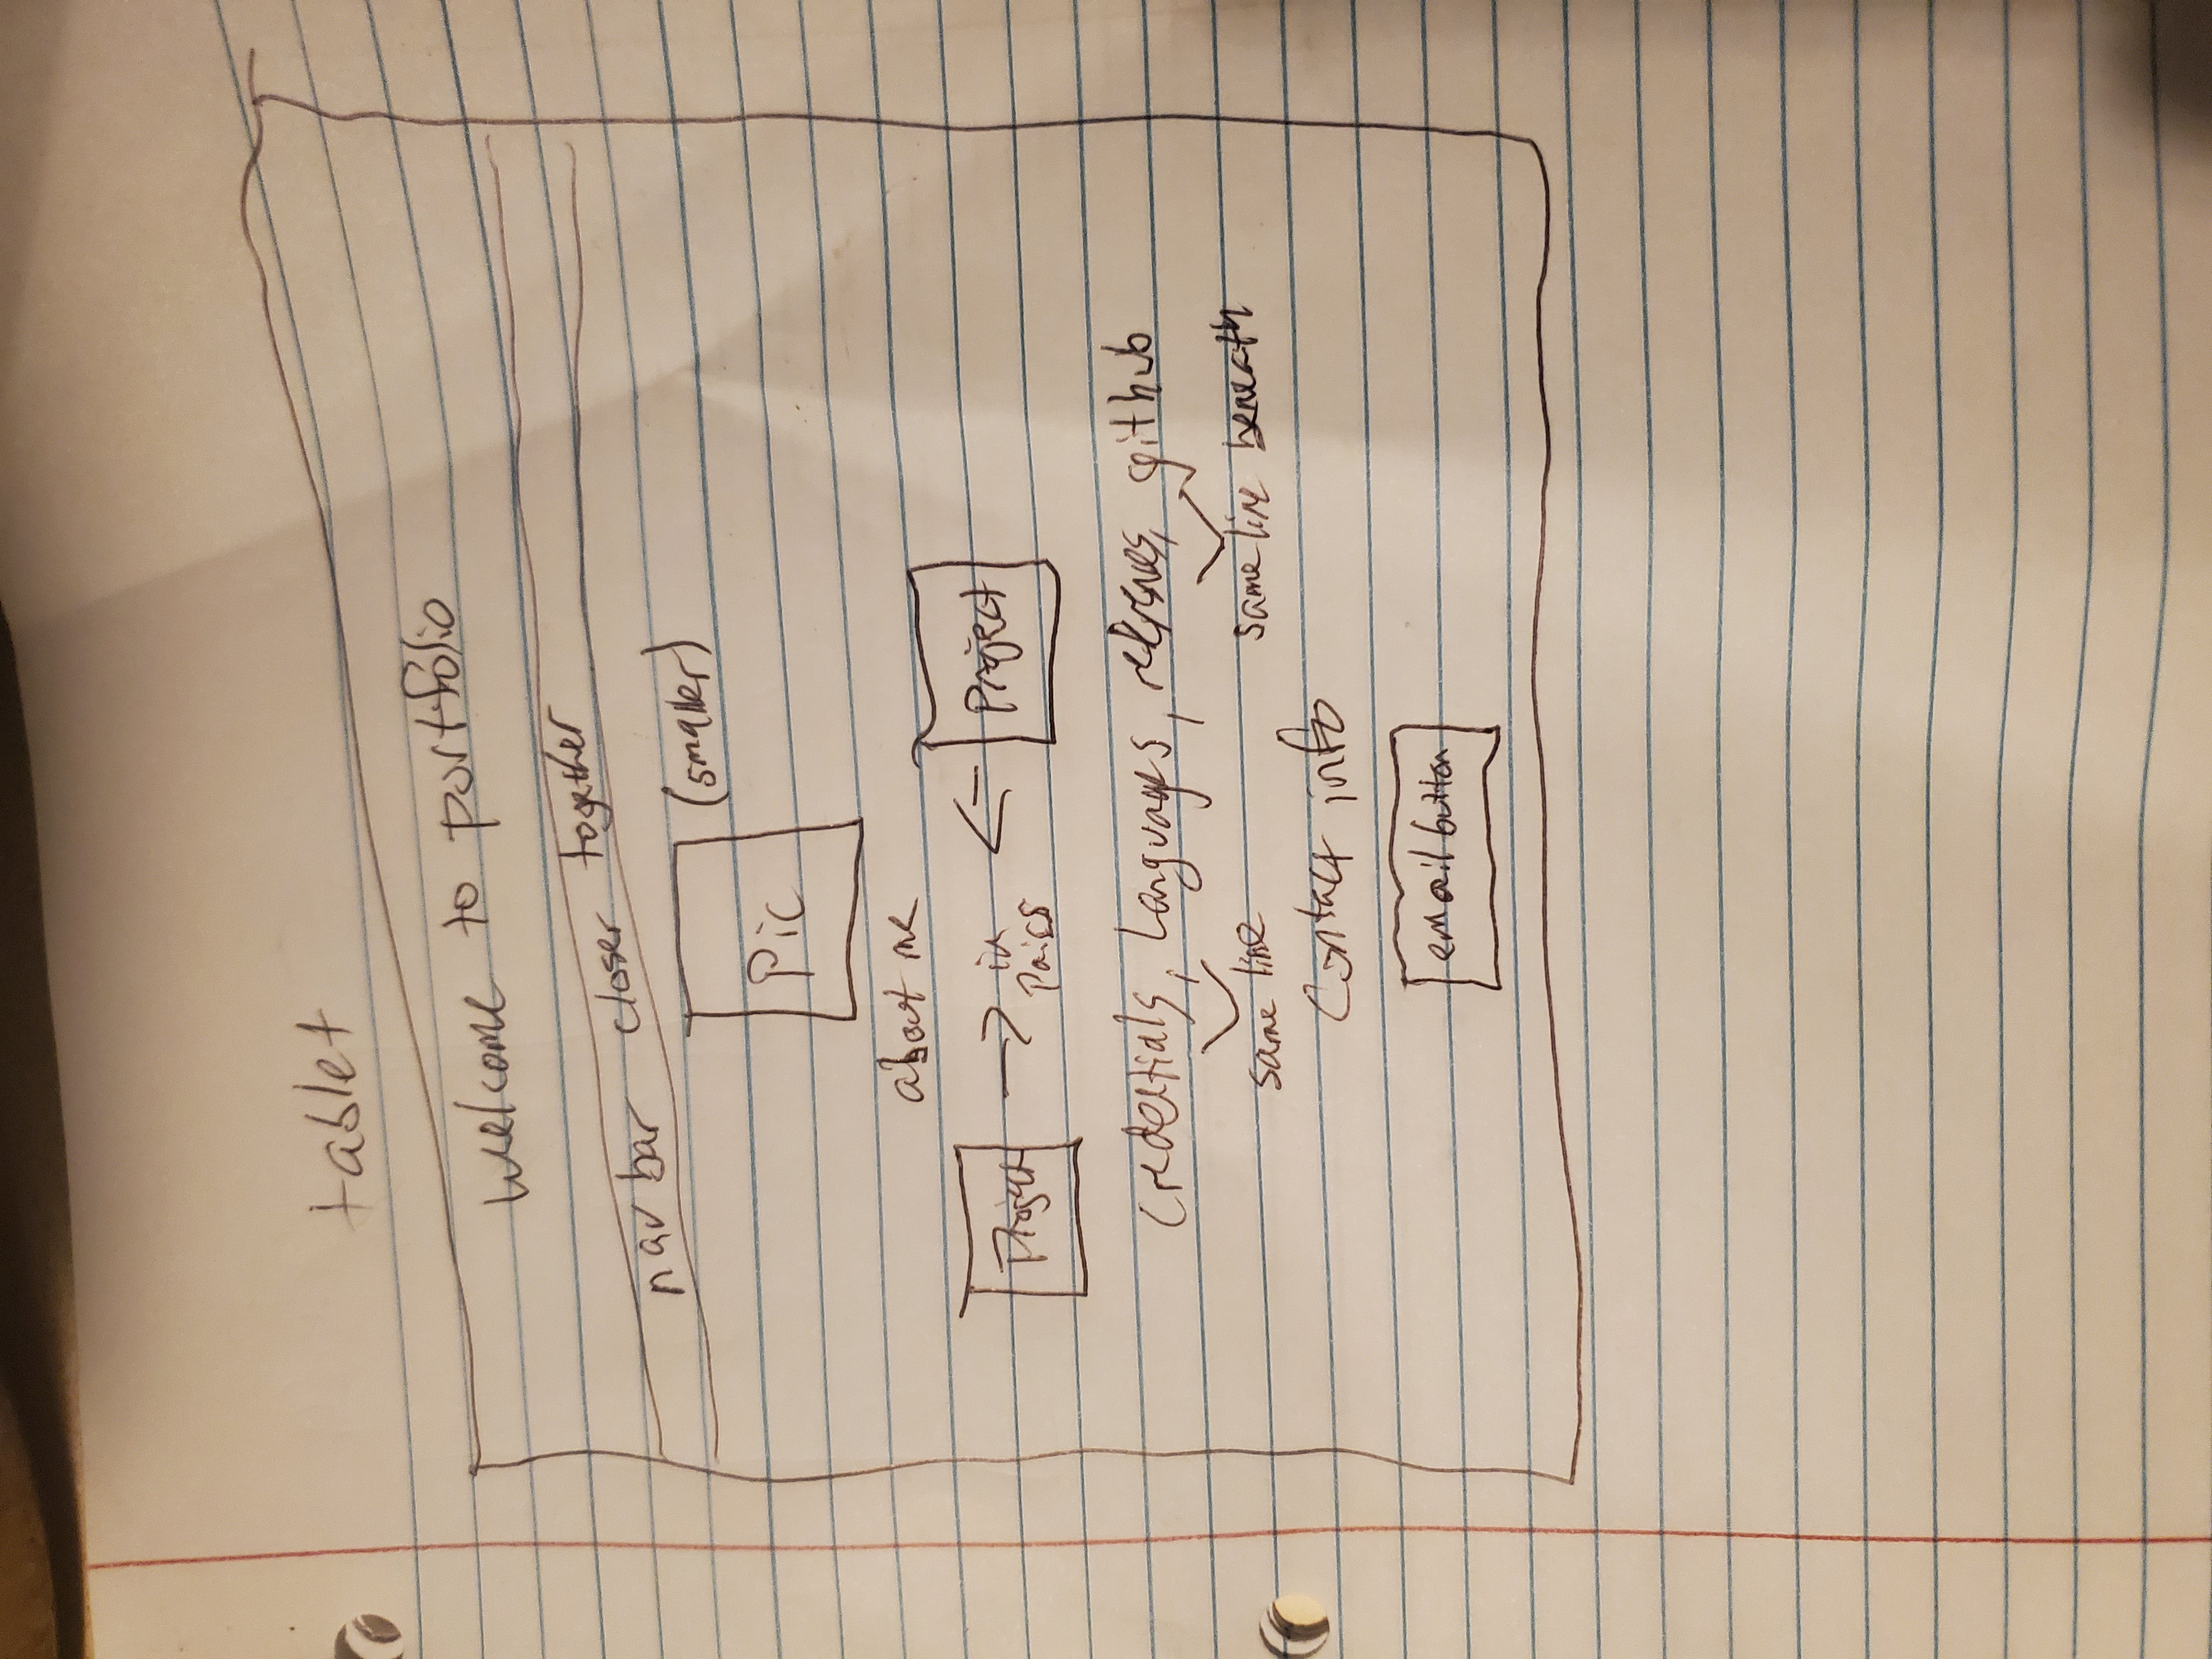 tablet
welcome to portfolio
nav bar closer together
(smaller)
Pic
about me
Project → in pairs ← Project
Credentials, Languages, refrences, github
same line same line beneath
Contact info
email button